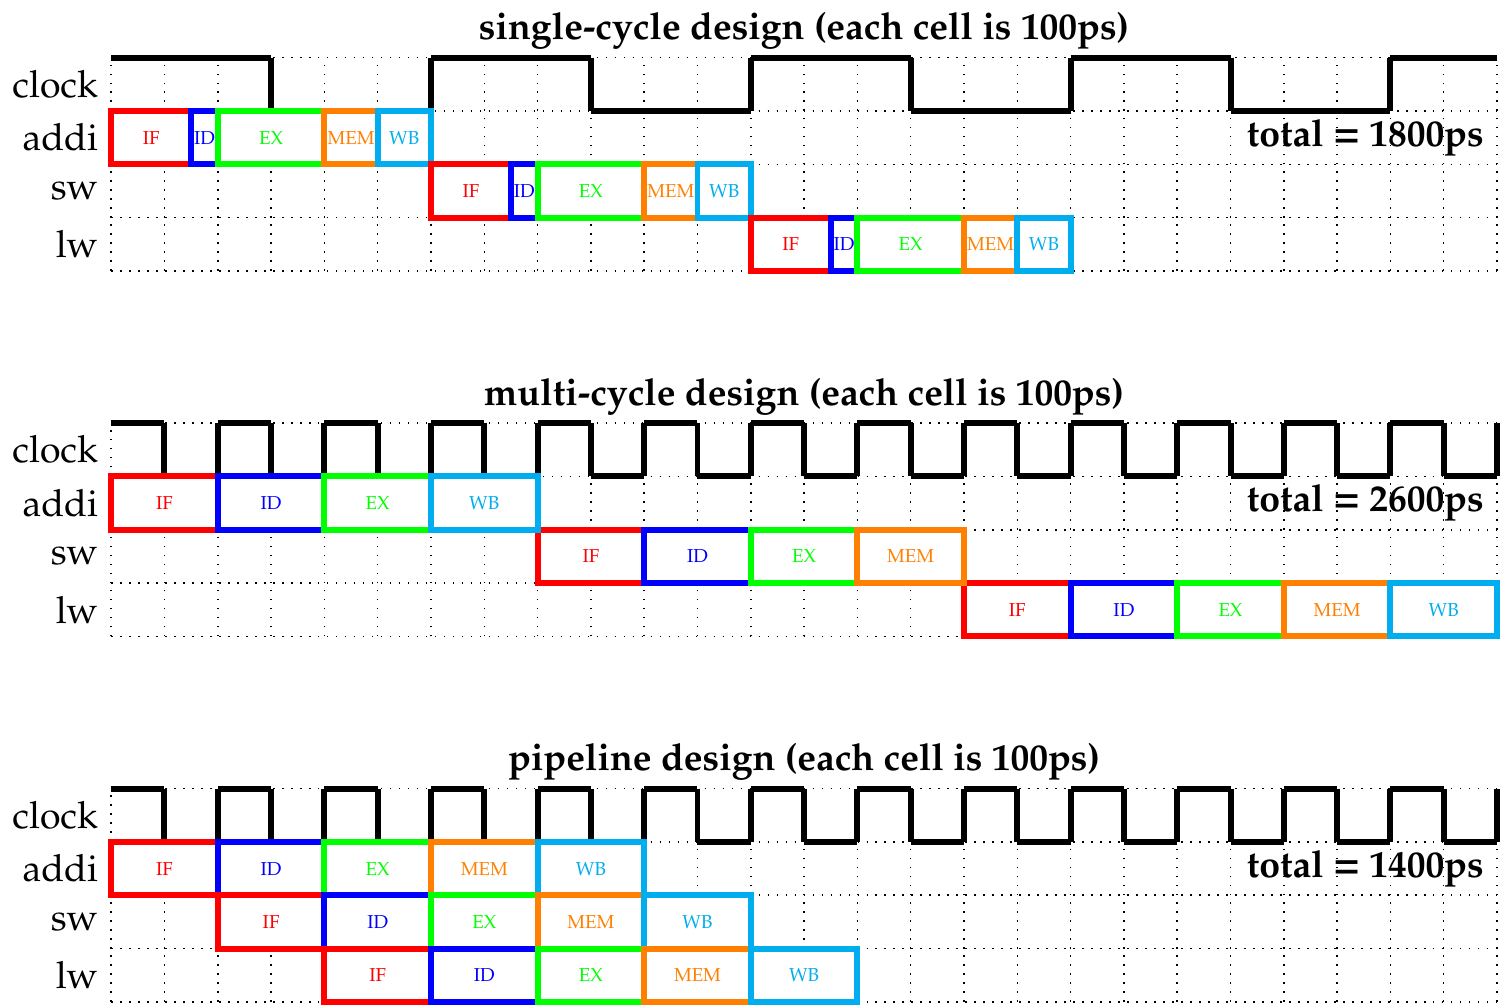 single-cycle design (each cell is 100ps)
clock
addi IF ID EX MEM WB total = 1800ps
sw IF ID EX MEM WB
lw IF ID EX MEM WB
multi-cycle design (each cell is 100ps)
clock
addi IF ID EX WB total = 2600ps
sw IF ID EX MEM
lw IF ID EX MEM WB
pipeline design (each cell is 100ps)
clock
addi IF ID EX MEM WB total = 1400ps
sw IF ID EX MEM WB
lw IF ID EX MEM WB